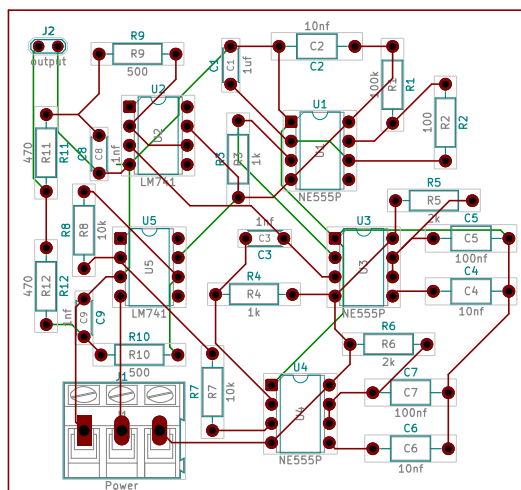 J2
output
R9
R9
500
C1
C1
1uf
10nf
C2
C2
100k
R1
R1
100
R2
R2
U2
U2
LM741
U1
U1
NE555P
R11
470
R11
C8
C8
1nf
R3
R3
1k
R5
R5
2k
R8
R8
10k
U5
U5
LM741
1nf
C3
C3
U3
U3
NE555P
C5
C5
100nf
R12
470
R12
1nf
C9
C9
R4
R4
1k
C4
C4
10nf
R10
R10
500
R7
R7
10k
R6
R6
2k
U4
U4
NE555P
C7
C7
100nf
C6
C6
10nf
J1
Power